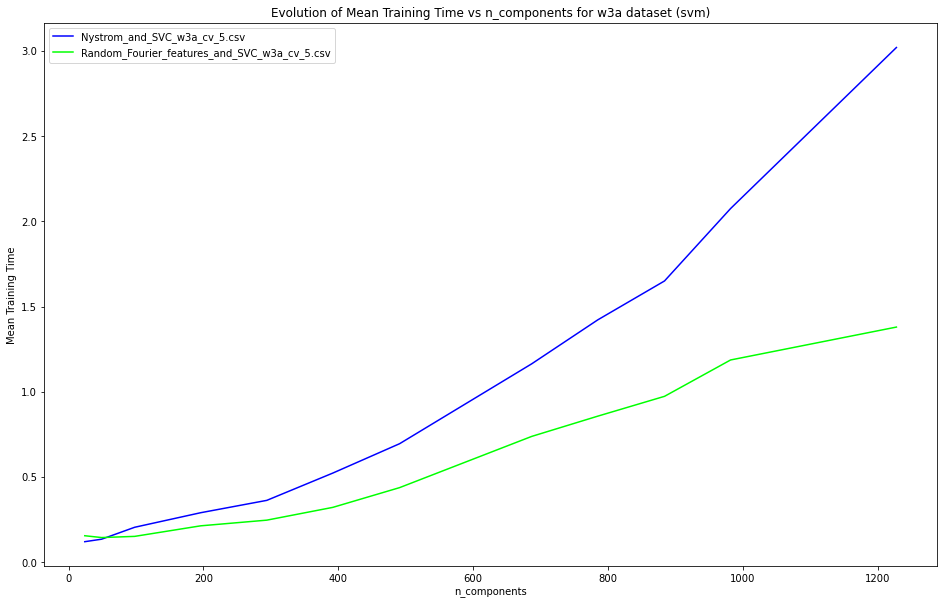 Evolution of Mean Training Time vs n_components for w3a dataset (svm)
Nystrom_and_SVC_w3a_cv_5.csv
Random_Fourier_features_and_SVC_w3a_cv_5.csv
Mean Training Time
3.0
2.5
2.0
1.5
1.0
0.5
0.0
0 200 400 600 800 1000 1200
n_components